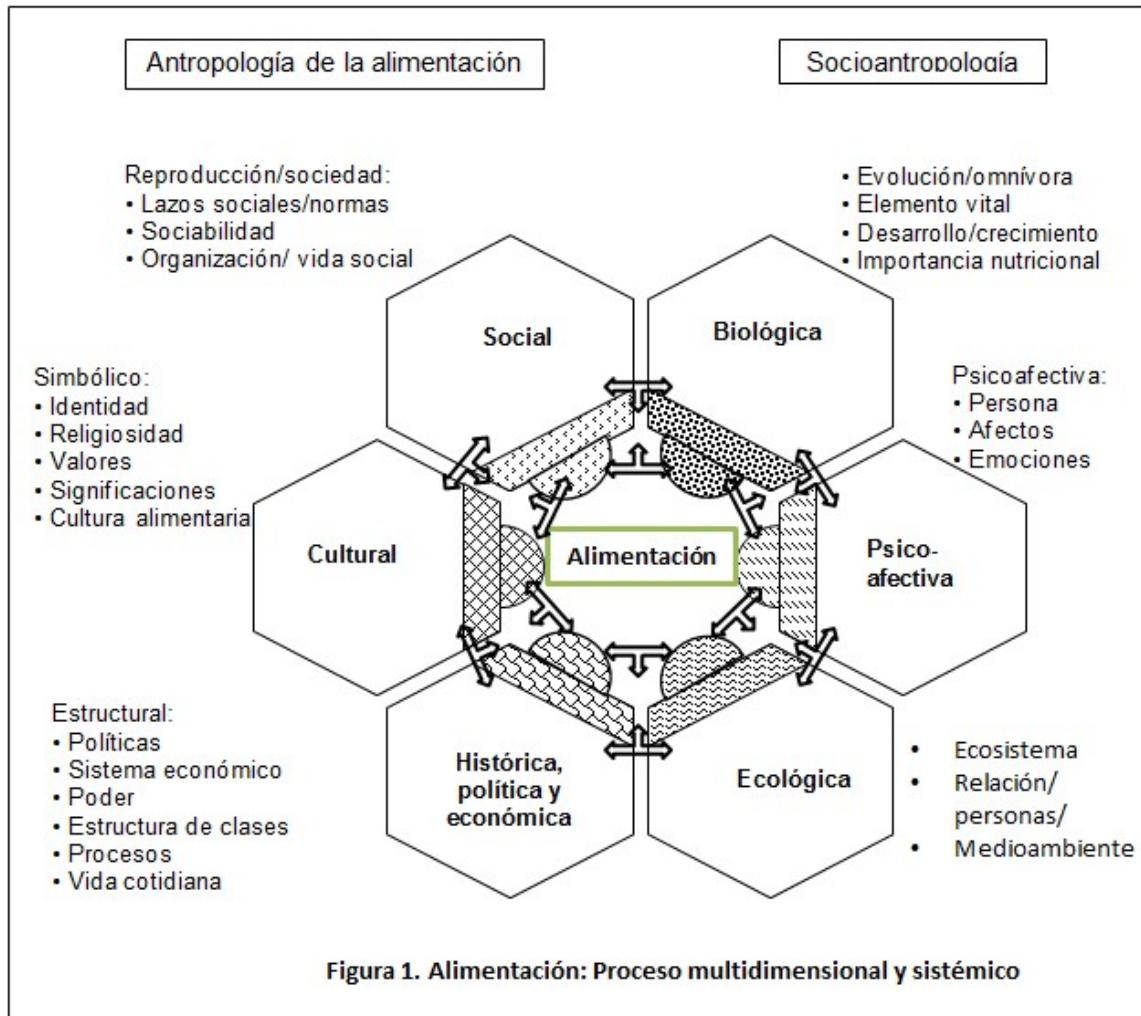 Antropología de la alimentación
Socioantropología
Reproducción/sociedad:
• Lazos sociales/normas
• Sociabilidad
• Organización/ vida social
• Evolución/omnívora
• Elemento vital
• Desarrollo/crecimiento
• Importancia nutricional
Social
Biológica
Simbólico:
• Identidad
• Religiosidad
• Valores
• Significaciones
• Cultura alimentaria
Psicoafectiva:
• Persona
• Afectos
• Emociones
Cultural
Alimentación
Psico-
afectiva
Estructural:
• Políticas
• Sistema económico
• Poder
• Estructura de clases
• Procesos
• Vida cotidiana
Histórica,
política y
económica
Ecológica
• Ecosistema
• Relación/
personas/
• Medioambiente
Figura 1. Alimentación: Proceso multidimensional y sistémico